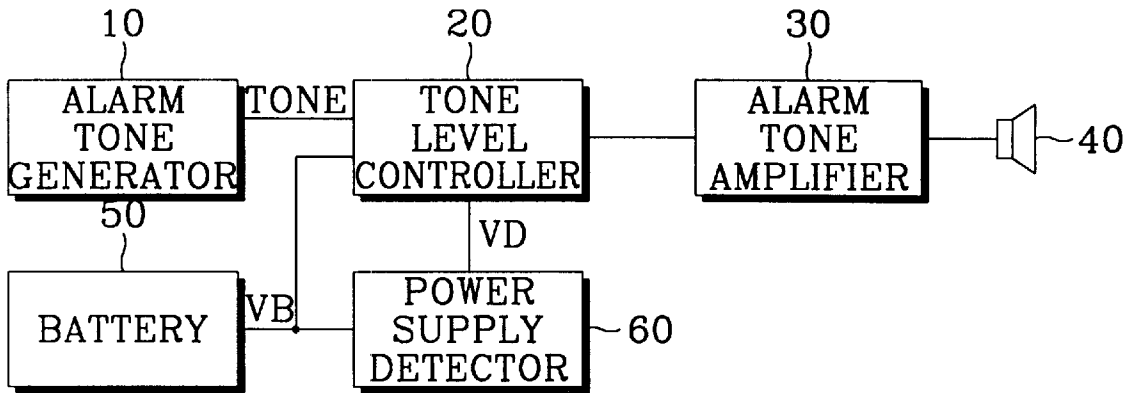 10
20
30
ALARM
TONE
GENERATOR
TONE
TONE
LEVEL
CONTROLLER
ALARM
TONE
AMPLIFIER
40
50
VD
BATTERY
VB
POWER
SUPPLY
DETECTOR
60